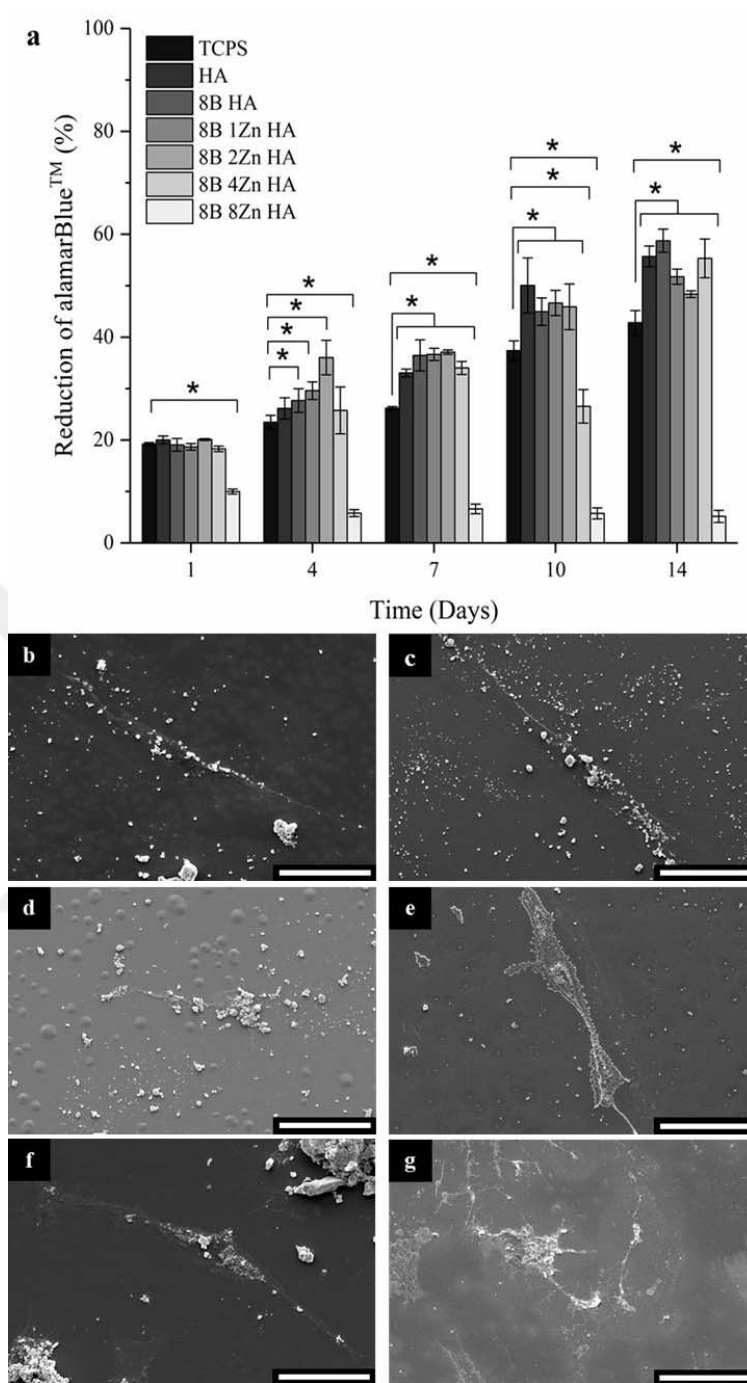 a
100
80
60
40
20
0
Reduction of alamarBlue™ (%)
TCPS
HA
8B HA
8B 1Zn HA
8B 2Zn HA
8B 4Zn HA
8B 8Zn HA
*
*
*
*
*
*
*
*
*
*
*
*
1 4 7 10 14
Time (Days)
b
c
d
e
f
g